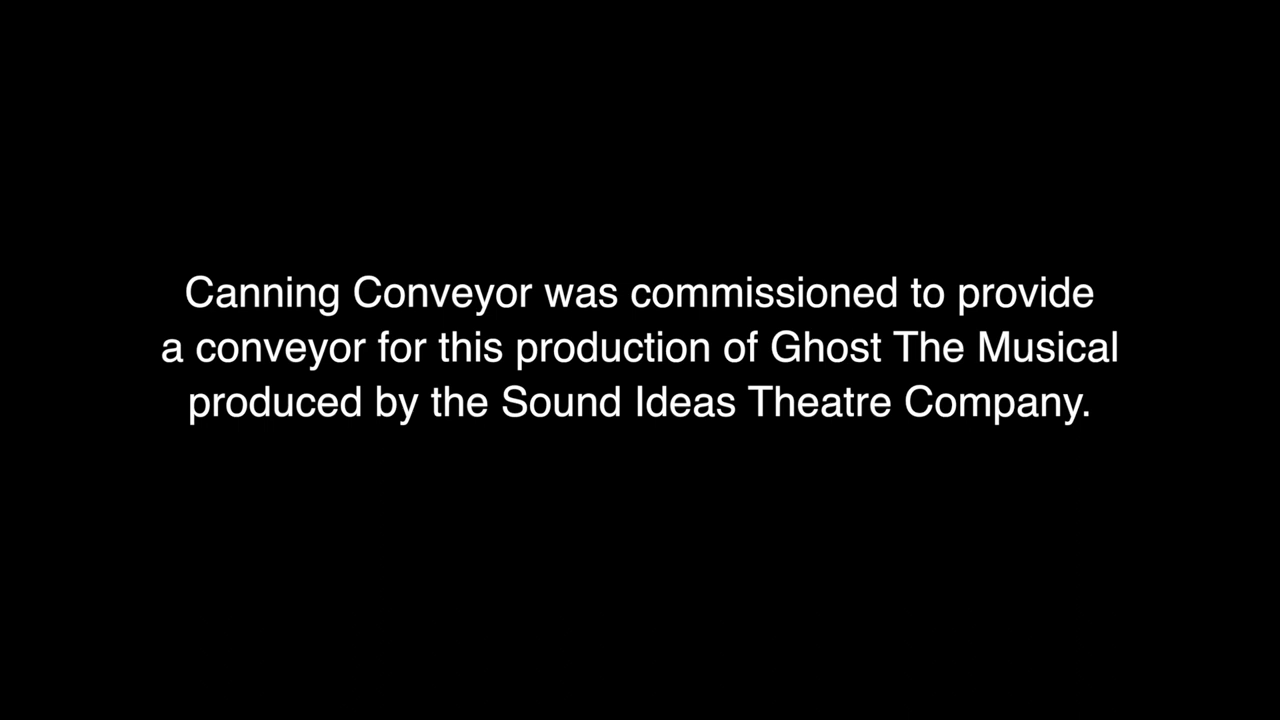 Canning Conveyor was commissioned to provide
a conveyor for this production of Ghost The Musical
produced by the Sound Ideas Theatre Company.